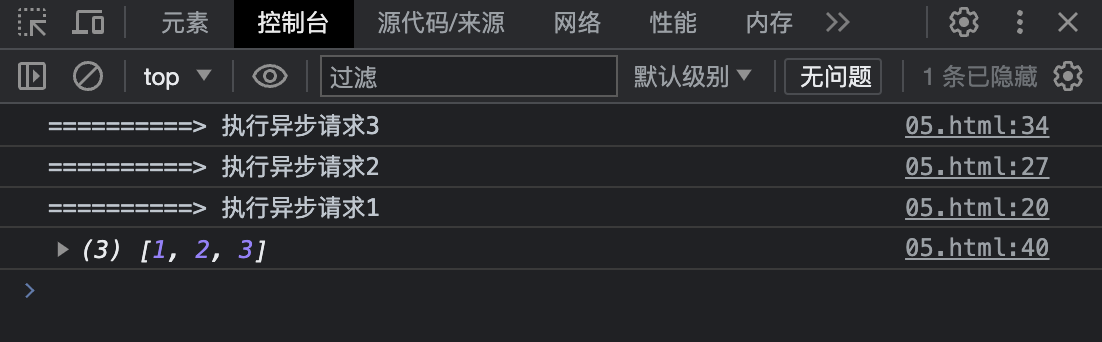 元素 控制台 源代码/来源 网络 性能 内存
top 过滤 默认级别 无问题 1 条已隐藏
==========> 执行异步请求3 05.html:34
==========> 执行异步请求2 05.html:27
==========> 执行异步请求1 05.html:20
(3) [1, 2, 3] 05.html:40